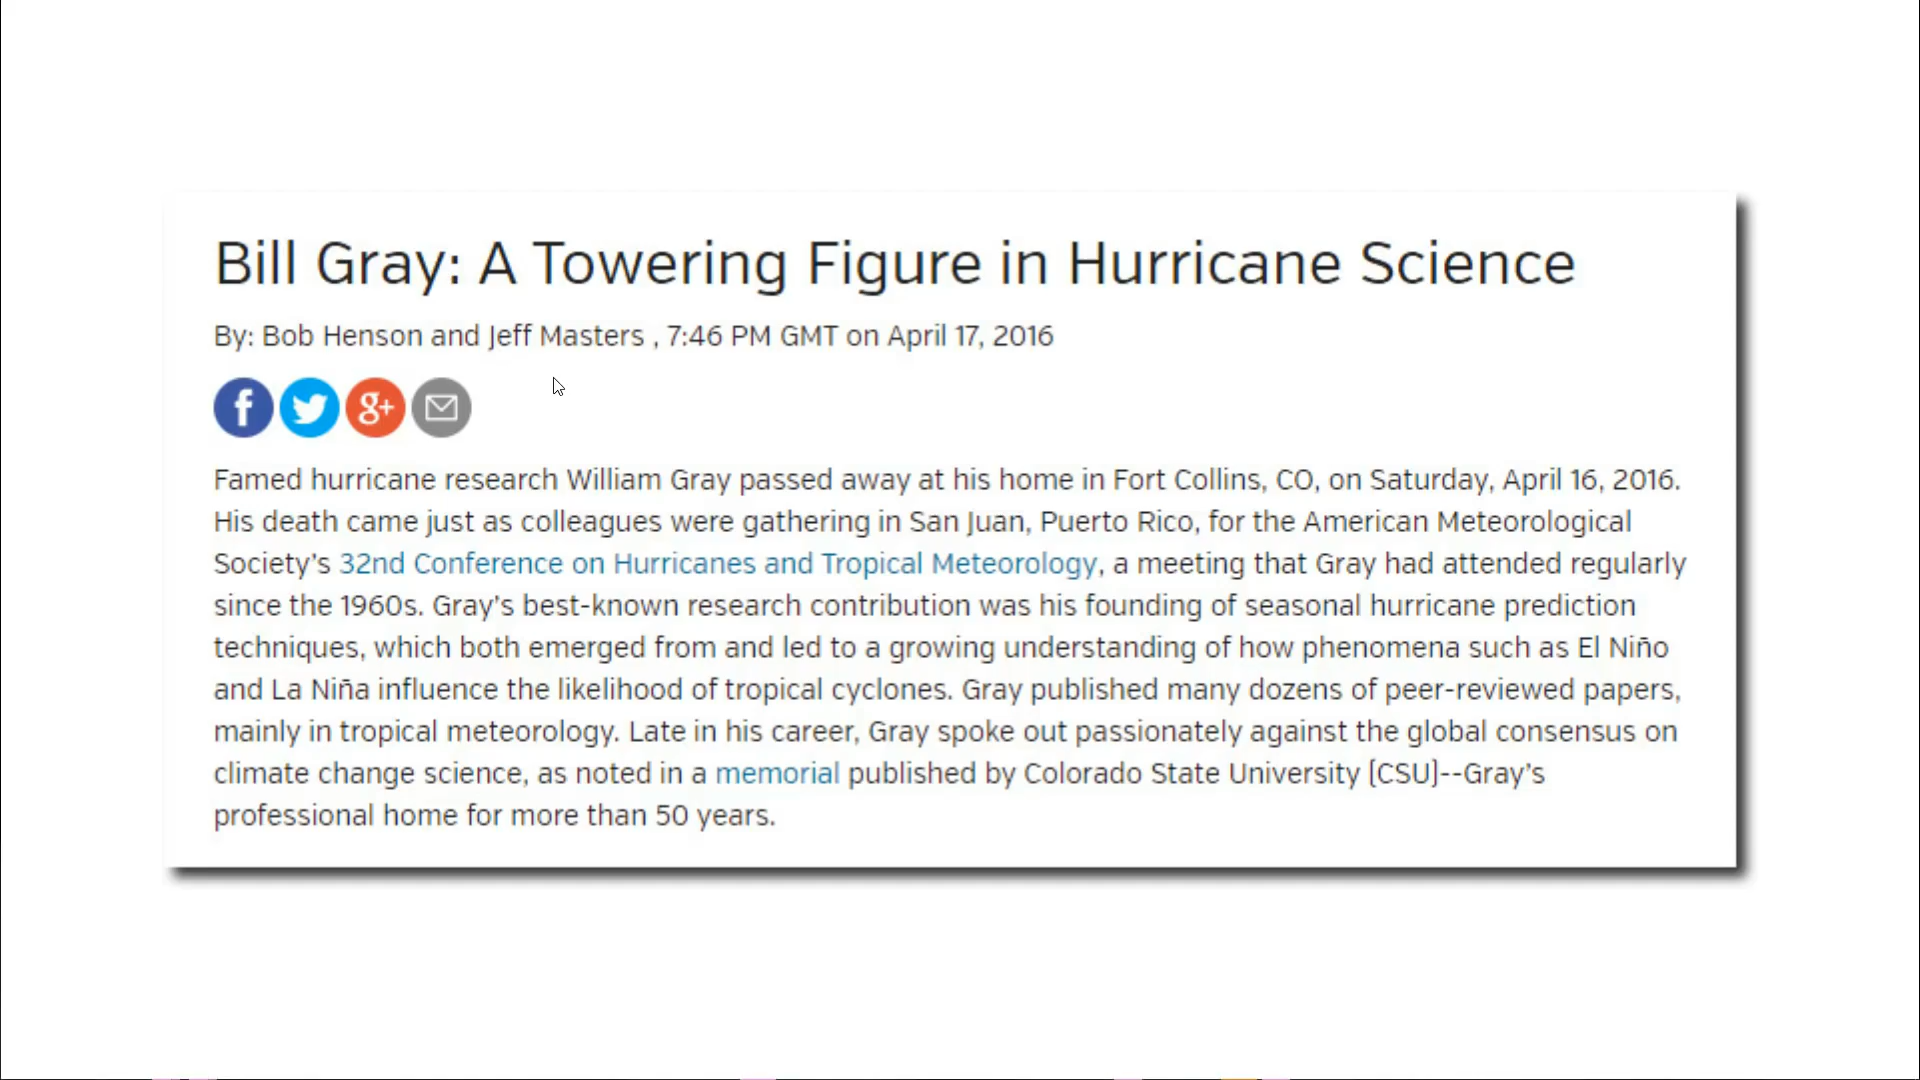 Bill Gray: A Towering Figure in Hurricane Science
By: Bob Henson and Jeff Masters , 7:46 PM GMT on April 17, 2016
f g+
Famed hurricane research William Gray passed away at his home in Fort Collins, CO, on Saturday, April 16, 2016.
His death came just as colleagues were gathering in San Juan, Puerto Rico, for the American Meteorological
Society's 32nd Conference on Hurricanes and Tropical Meteorology, a meeting that Gray had attended regularly
since the 1960s. Gray's best-known research contribution was his founding of seasonal hurricane prediction
techniques, which both emerged from and led to a growing understanding of how phenomena such as El Niño
and La Niña influence the likelihood of tropical cyclones. Gray published many dozens of peer-reviewed papers,
mainly in tropical meteorology. Late in his career, Gray spoke out passionately against the global consensus on
climate change science, as noted in a memorial published by Colorado State University (CSU)--Gray's
professional home for more than 50 years.